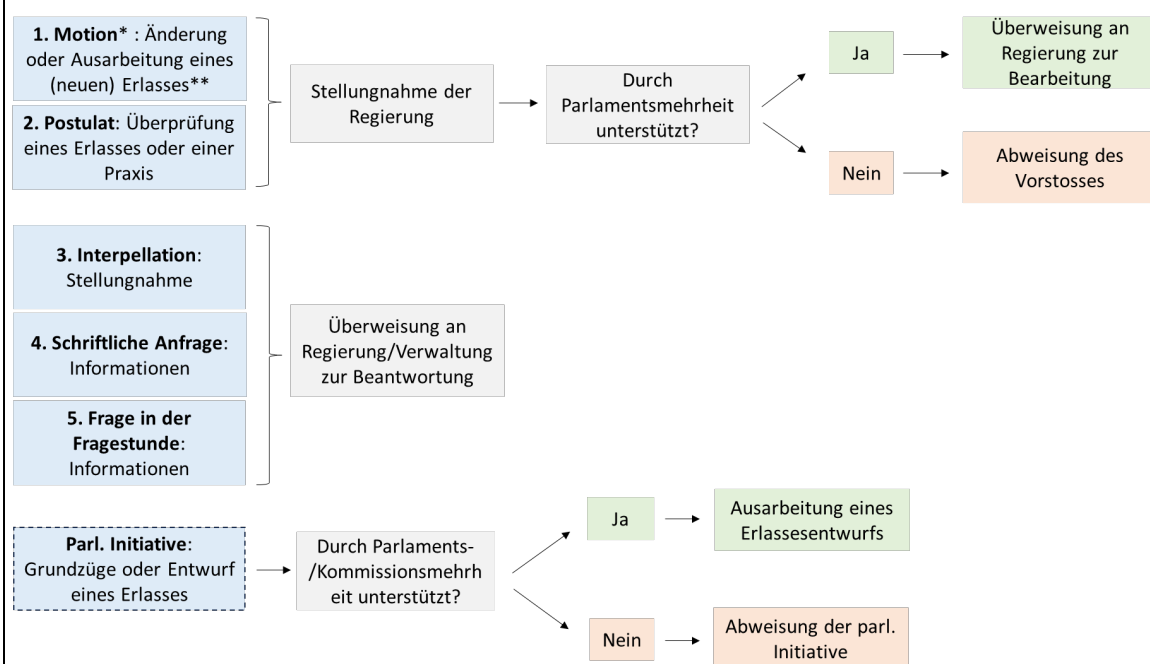 1. Motion* : Änderung
oder Ausarbeitung eines
(neuen) Erlasses**
2. Postulat: Überprüfung
eines Erlasses oder einer
Praxis
Stellungnahme der
Regierung
Durch
Parlamentsmehrheit
unterstützt?
Ja
Überweisung an
Regierung zur
Bearbeitung
Nein
Abweisung des
Vorstosses
3. Interpellation:
Stellungnahme
4. Schriftliche Anfrage:
Informationen
5. Frage in der
Fragestunde:
Informationen
Überweisung an
Regierung/Verwaltung
zur Beantwortung
Parl. Initiative:
Grundzüge oder Entwurf
eines Erlasses
Durch Parlaments-
/Kommissionsmehrh
eit unterstützt?
Ja
Ausarbeitung eines
Erlassesentwurfs
Nein
Abweisung der parl.
Initiative